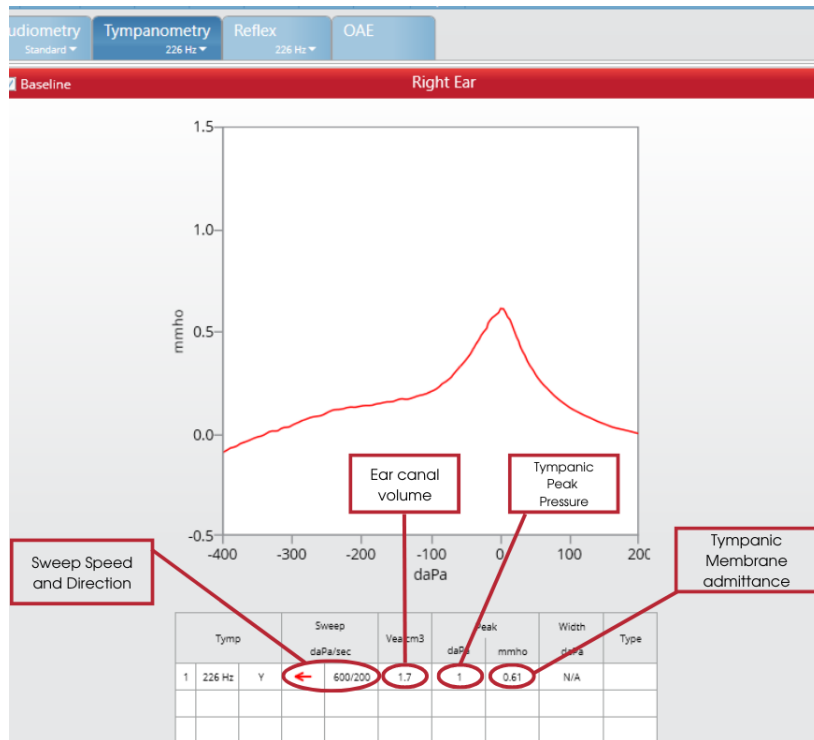 udiometry
Standard
Tympanometry
226 Hz
Reflex
226 Hz
OAE
Baseline
Right Ear
1.5
1.0
0.5
0.0
-0.5
mmho
-400
-300
-200
-100
0
100
200
daPa
Ear canal
volume
Tympanic
Peak
Pressure
Sweep Speed
and Direction
Tympanic
Membrane
admittance
Tymp
Sweep
daPa/sec
Vea cm3
Peak
daPa
mmho
Width
daPa
Type
1 226 Hz Y ← 600/200 1.7 1 0.61 N/A